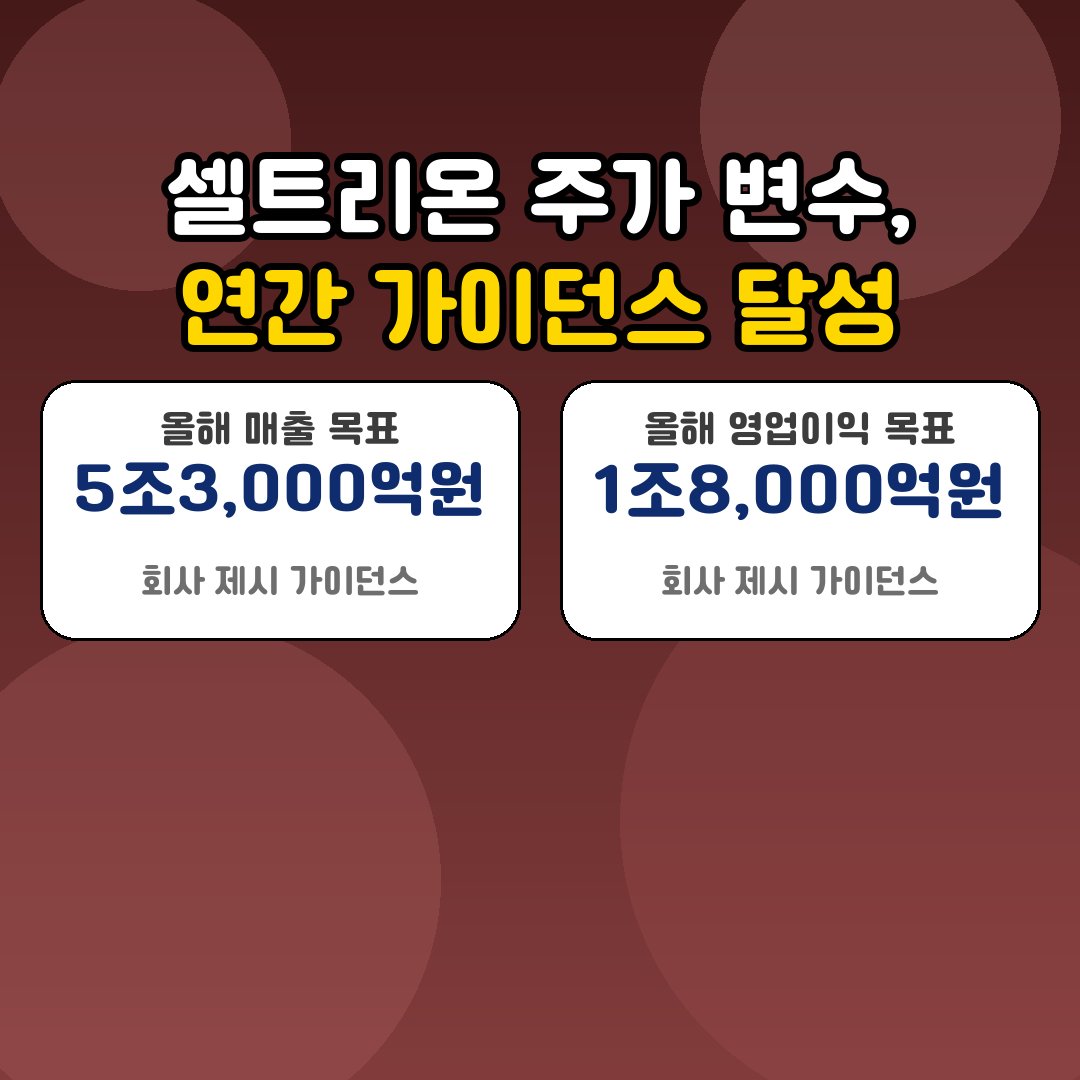 셀트리온 주가 변수,
연간 가이던스 달성
올해 매출 목표
5조3,000억원
회사 제시 가이던스
올해 영업이익 목표
1조8,000억원
회사 제시 가이던스